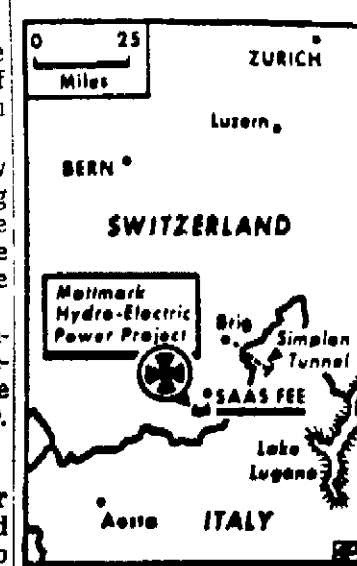 0 25
Miles
ZURICH
Luzern
BERN
SWITZERLAND
Mattmark
Hydro-Electric
Power Project
Brig
Simplon
Tunnel
SAAS FEE
Lake
Lugano
Aosta
ITALY